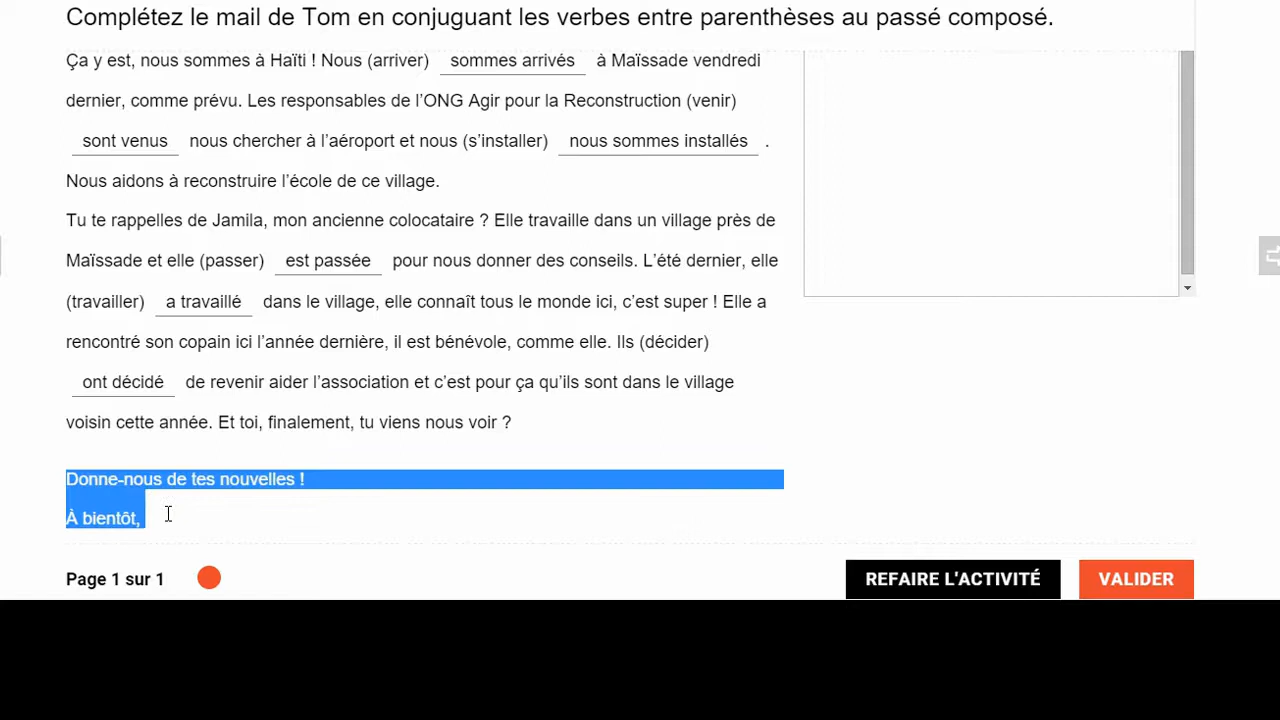 Complétez le mail de Tom en conjuguant les verbes entre parenthèses au passé composé.
Ça y est, nous sommes à Haïti ! Nous (arriver) sommes arrivés à Maïssade vendredi
dernier, comme prévu. Les responsables de l’ONG Agir pour la Reconstruction (venir)
sont venus nous chercher à l’aéroport et nous (s’installer) nous sommes installés .
Nous aidons à reconstruire l’école de ce village.
Tu te rappelles de Jamila, mon ancienne colocataire ? Elle travaille dans un village près de
Maïssade et elle (passer) est passée pour nous donner des conseils. L’été dernier, elle
(travailler) a travaillé dans le village, elle connaît tous le monde ici, c’est super ! Elle a
rencontré son copain ici l’année dernière, il est bénévole, comme elle. Ils (décider)
ont décidé de revenir aider l’association et c’est pour ça qu’ils sont dans le village
voisin cette année. Et toi, finalement, tu viens nous voir ?
Donne-nous de tes nouvelles !
À bientôt,
Page 1 sur 1
REFAIRE L'ACTIVITÉ
VALIDER